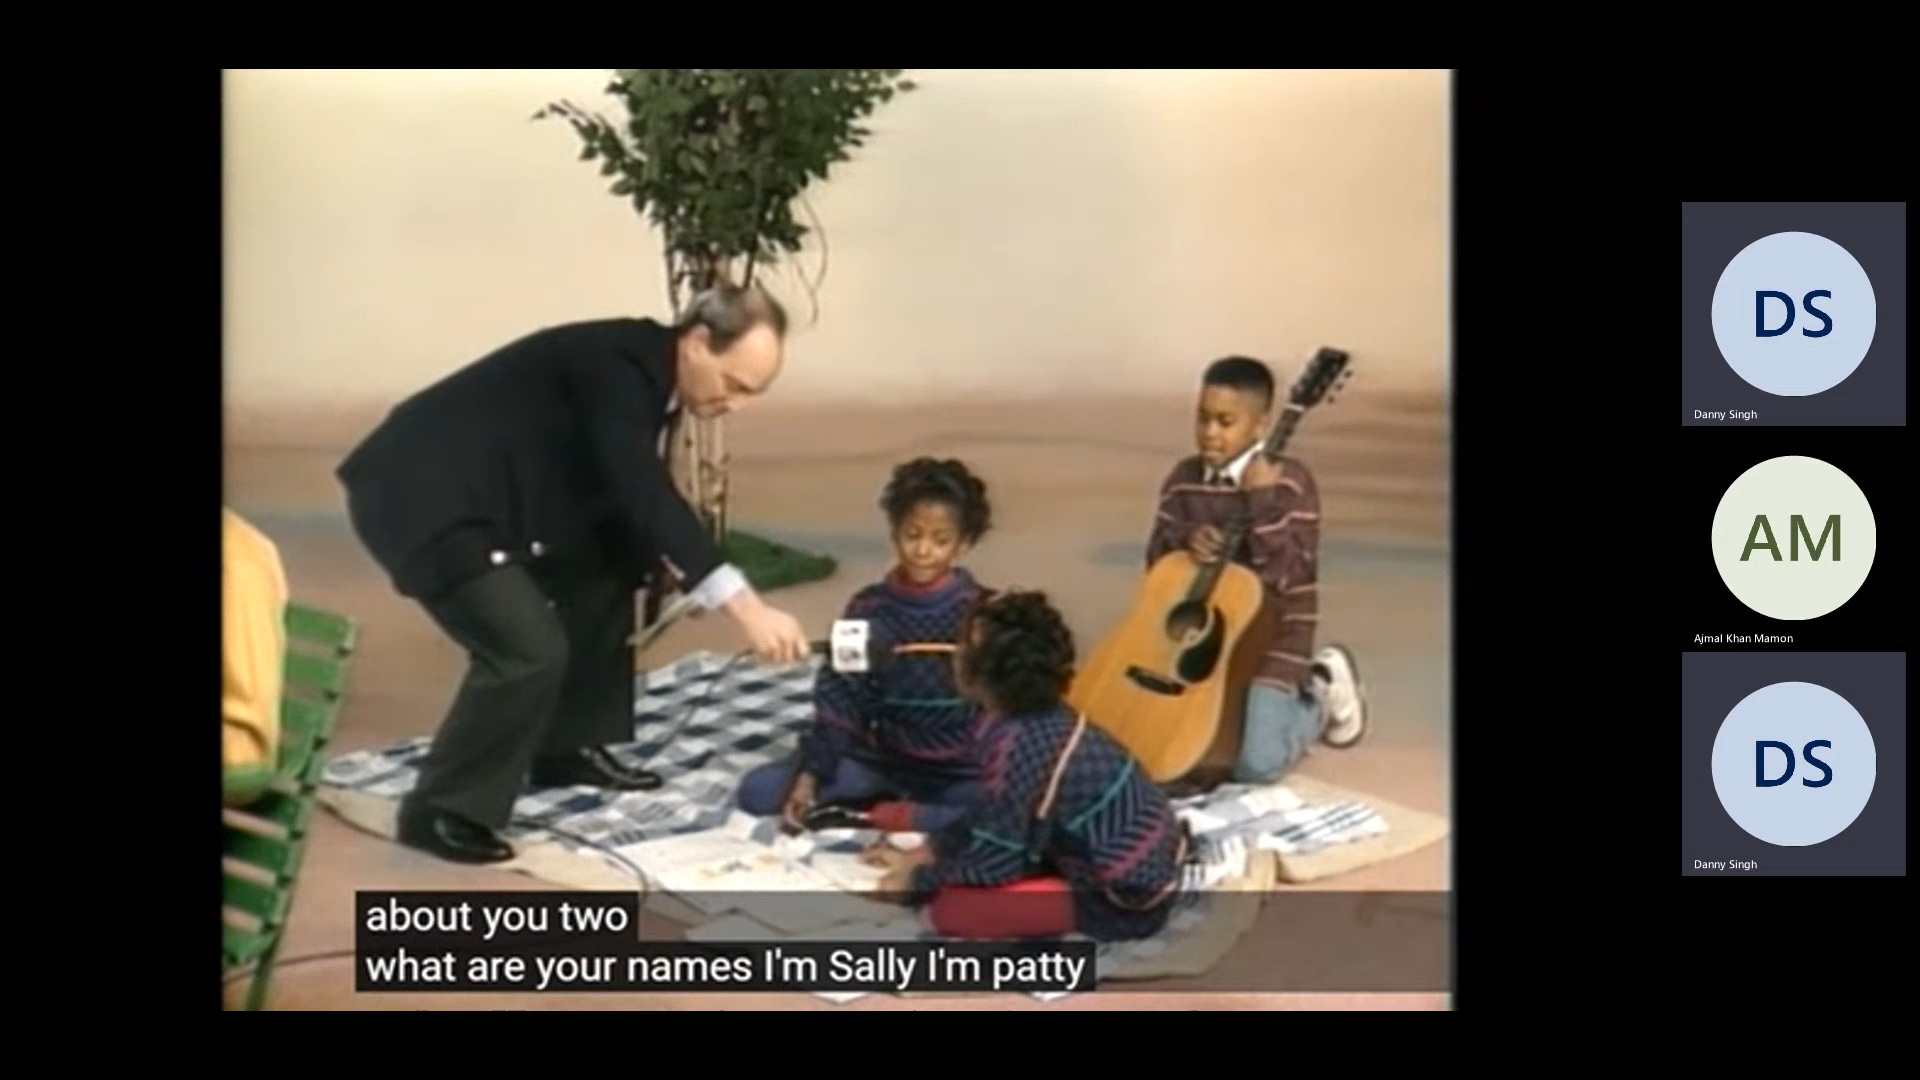 about you two
what are your names I'm Sally I'm patty
DS
Danny Singh
AM
Ajmal Khan Mamon
DS
Danny Singh